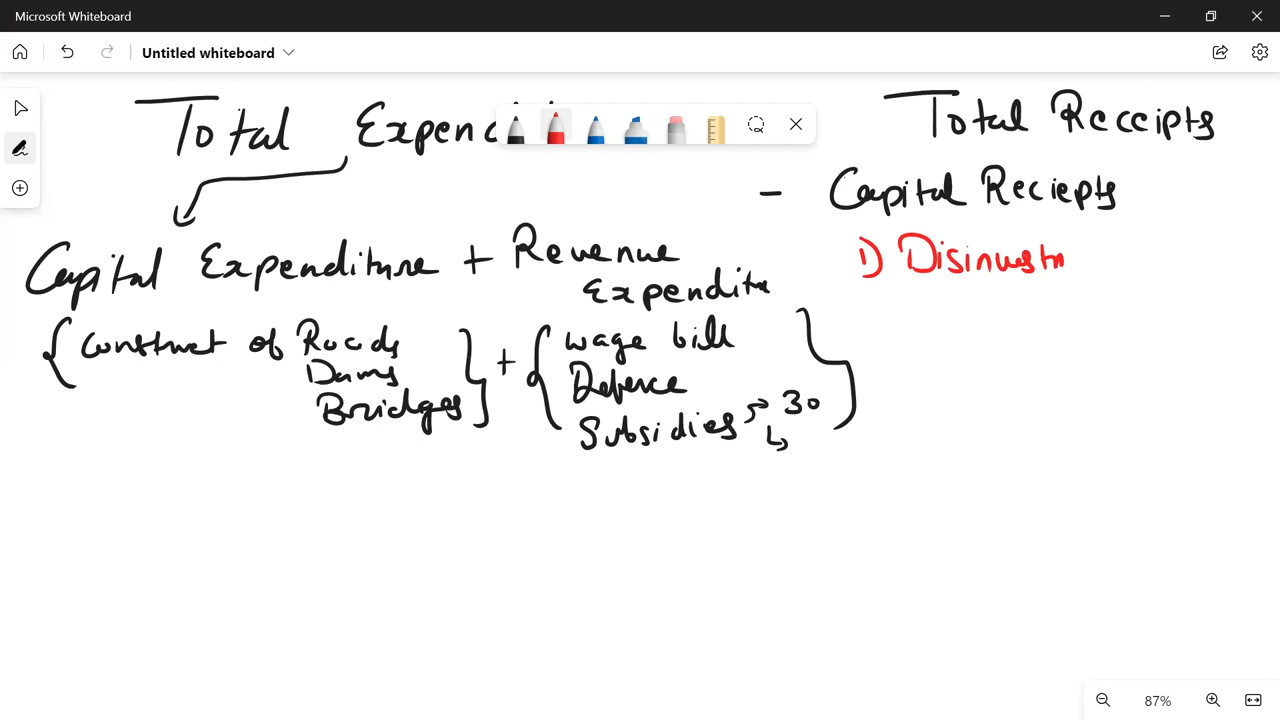 Microsoft Whiteboard
Untitled whiteboard
Total Expend
Total Receipts
- Capital Reciepts
1) Disinvestm
Capital Expenditure + Revenue
Expenditu
{ Construct of Roads
Dams
Bridges } + { wage bill
Defence
Subsidies → 30 }
87%